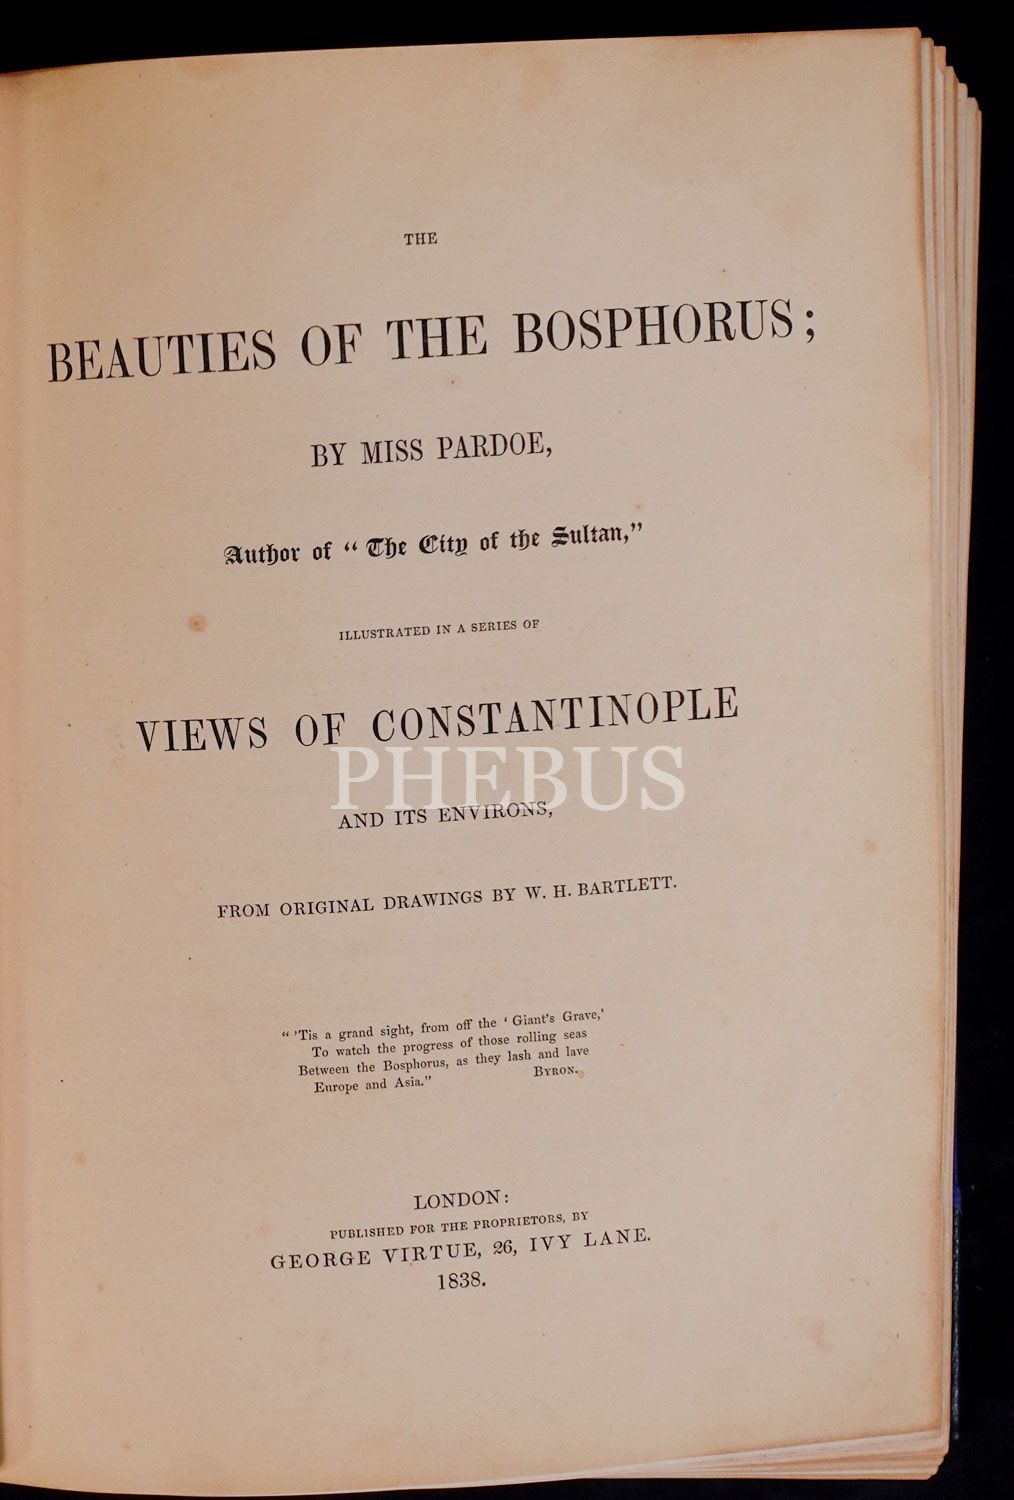 THE
BEAUTIES OF THE BOSPHORUS;
BY MISS PARDOE,
Author of “The City of the Sultan,”
ILLUSTRATED IN A SERIES OF
VIEWS OF CONSTANTINOPLE
PHEBUS
AND ITS ENVIRONS,
FROM ORIGINAL DRAWINGS BY W. H. BARTLETT.
“ 'Tis a grand sight, from off the ‘ Giant's Grave,’
To watch the progress of those rolling seas
Between the Bosphorus, as they lash and lave
Europe and Asia.” BYRON.
LONDON:
PUBLISHED FOR THE PROPRIETORS, BY
GEORGE VIRTUE, 26, IVY LANE.
1838.